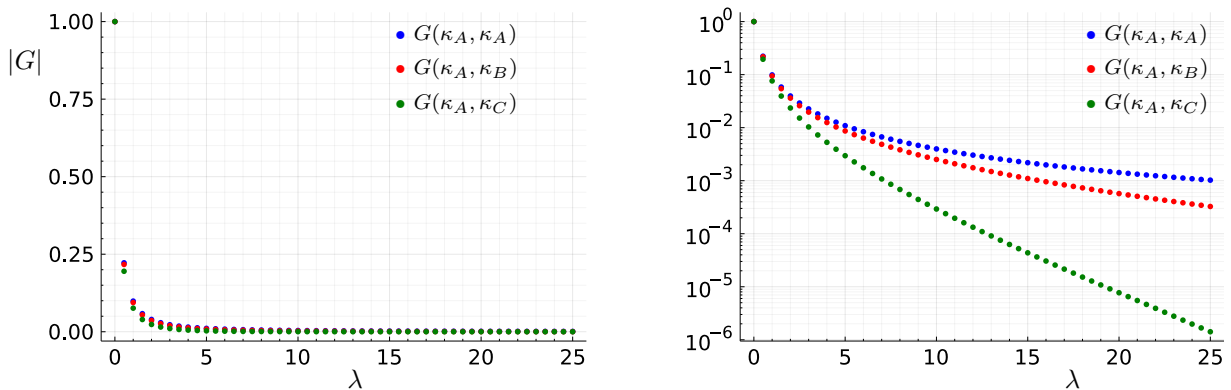 |G|
1.00
0.75
0.50
0.25
0.00
0 5 10 15 20 25
λ
G(κ_A, κ_A)
G(κ_A, κ_B)
G(κ_A, κ_C)
10^0
10^{-1}
10^{-2}
10^{-3}
10^{-4}
10^{-5}
10^{-6}
0 5 10 15 20 25
λ
G(κ_A, κ_A)
G(κ_A, κ_B)
G(κ_A, κ_C)